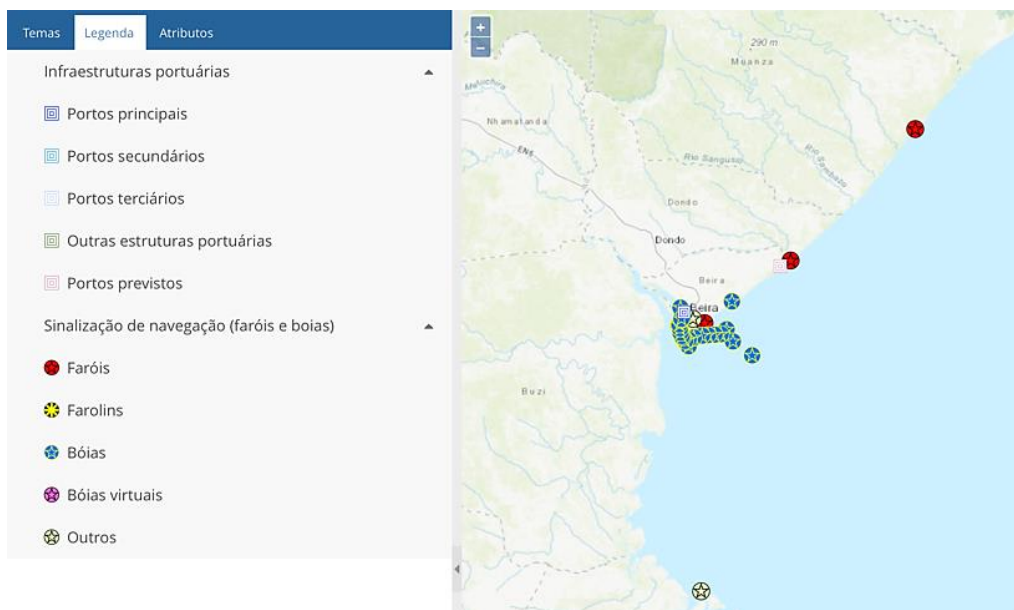 Temas Legenda Atributos
Infraestruturas portuárias
Portos principais
Portos secundários
Portos terciários
Outras estruturas portuárias
Portos previstos
Sinalização de navegação (faróis e boias)
Faróis
Farolins
Bóias
Bóias virtuais
Outros
+
−
290 m
Muanza
Nhamatanda
EN6
Rio Sanguso
Rio Sambazo
Dondo
Dondo
Beira
Beira
Buzi